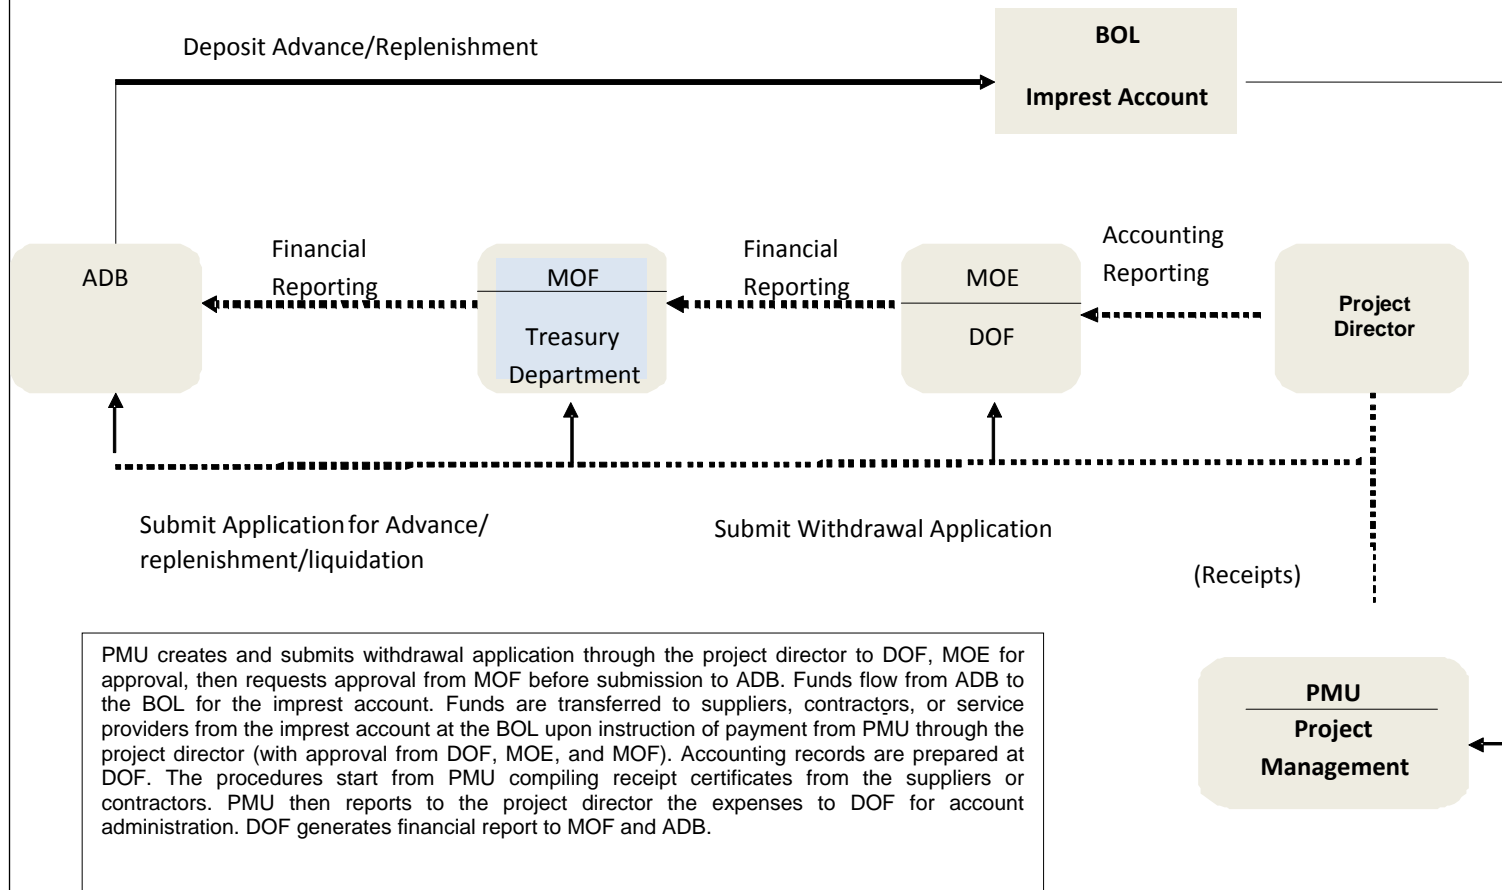 Deposit Advance/Replenishment
BOL
Imprest Account
ADB
Financial
Reporting
MOF
Treasury
Department
Financial
Reporting
MOE
DOF
Accounting
Reporting
Project
Director
Submit Application for Advance/
replenishment/liquidation
Submit Withdrawal Application
(Receipts)
PMU creates and submits withdrawal application through the project director to DOF, MOE for
approval, then requests approval from MOF before submission to ADB. Funds flow from ADB to
the BOL for the imprest account. Funds are transferred to suppliers, contractors, or service
providers from the imprest account at the BOL upon instruction of payment from PMU through the
project director (with approval from DOF, MOE, and MOF). Accounting records are prepared at
DOF. The procedures start from PMU compiling receipt certificates from the suppliers or
contractors. PMU then reports to the project director the expenses to DOF for account
administration. DOF generates financial report to MOF and ADB.
PMU
Project
Management